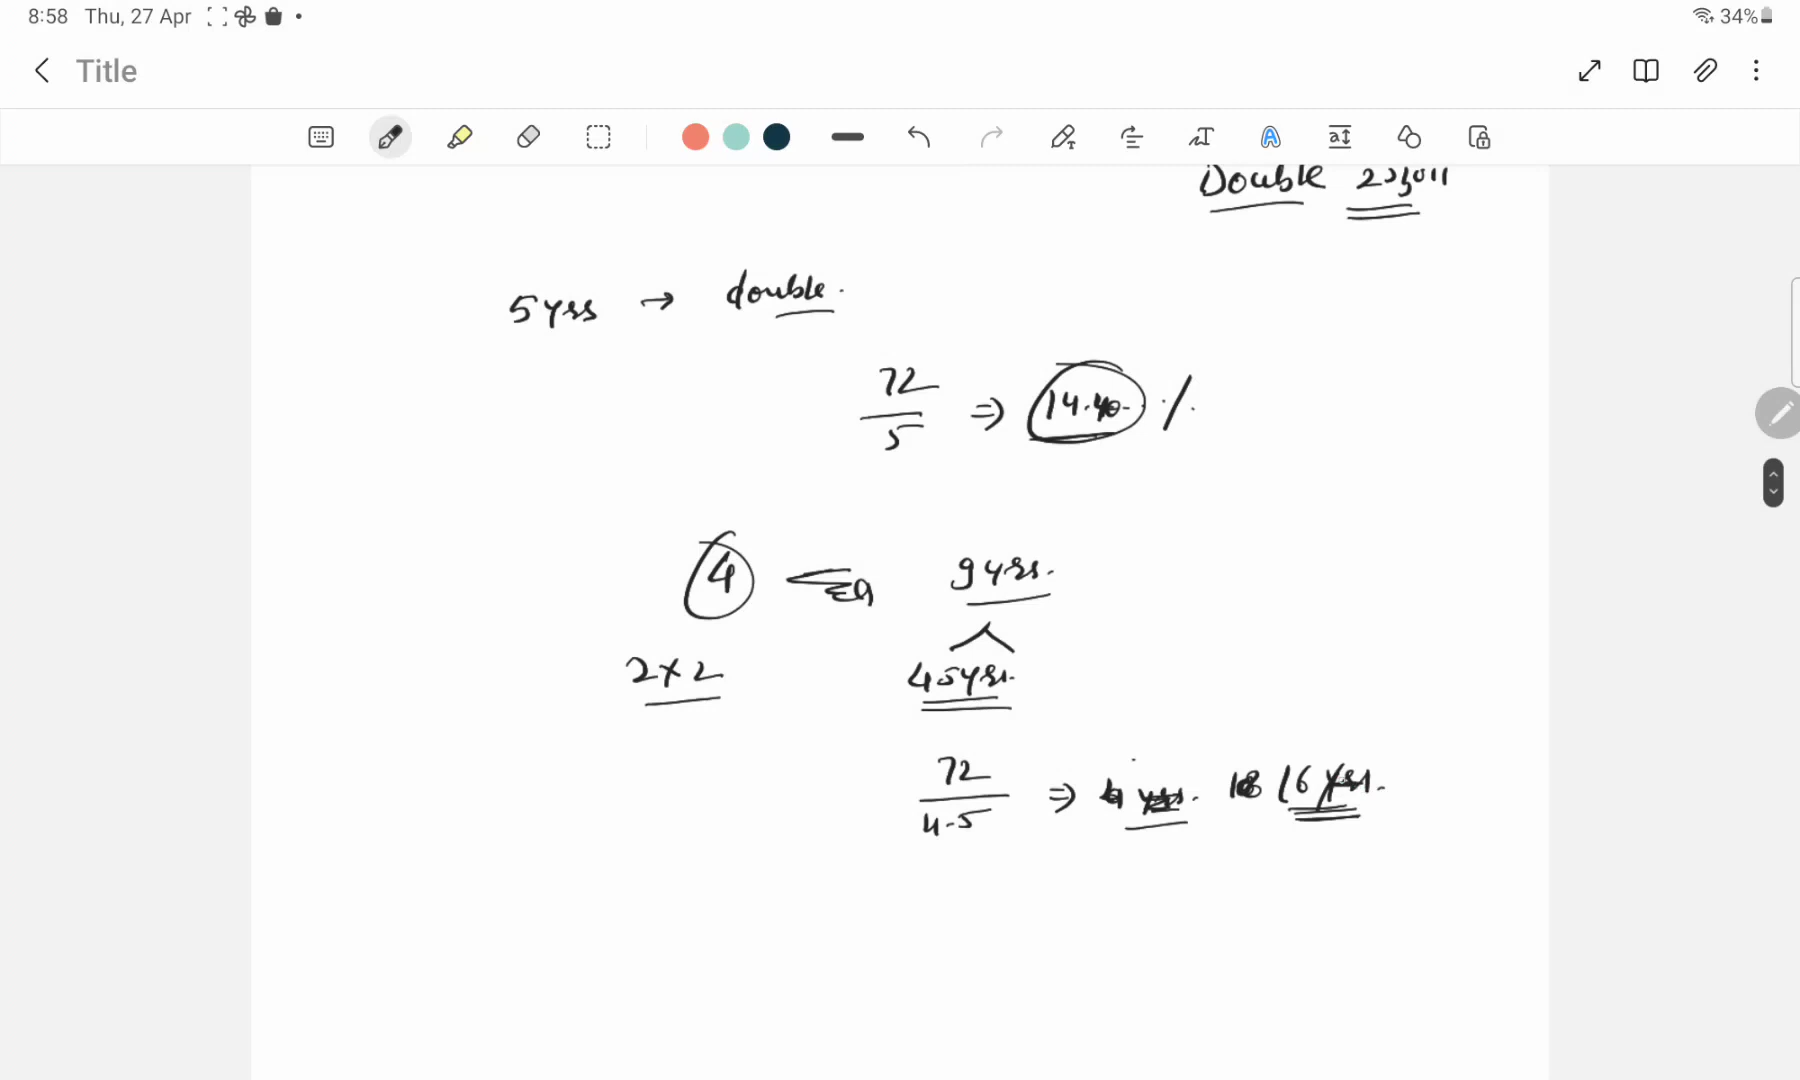 8:58 Thu, 27 Apr 34%
Title
Double
5 yrs → double.
72
5 ⇒ 14.40 %
4 9 yrs.
2 × 2 4.5 yrs.
72
4.5 ⇒ 16 yrs.